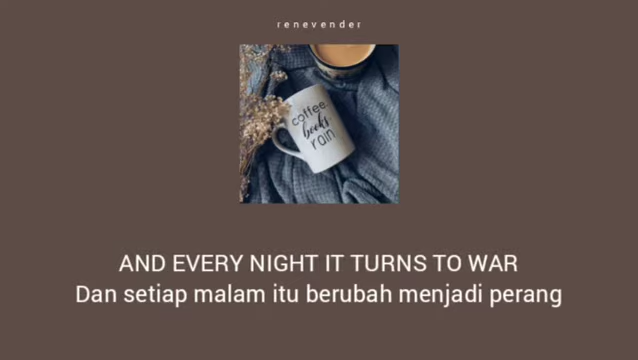 renevender
coffee.
books.
rain
AND EVERY NIGHT IT TURNS TO WAR
Dan setiap malam itu berubah menjadi perang